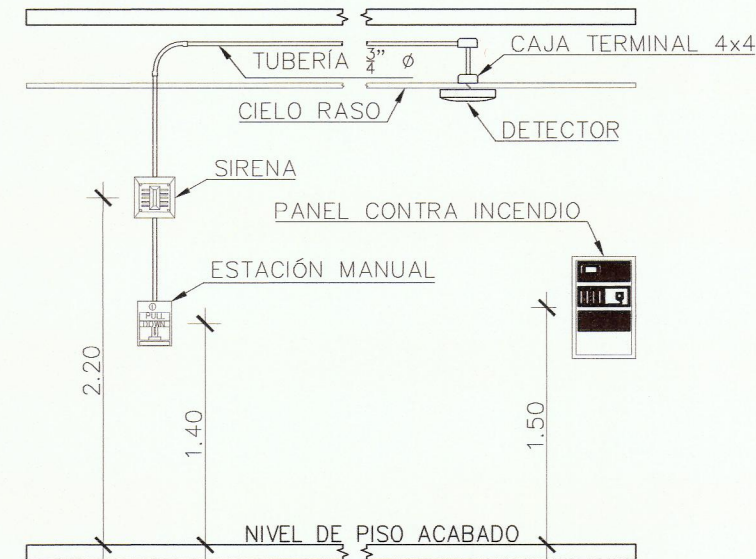 TUBERÍA 3/4" ø
CAJA TERMINAL 4x4
CIELO RASO
DETECTOR
SIRENA
PANEL CONTRA INCENDIO
ESTACIÓN MANUAL
PULL
DOWN
2.20
1.40
1.50
NIVEL DE PISO ACABADO